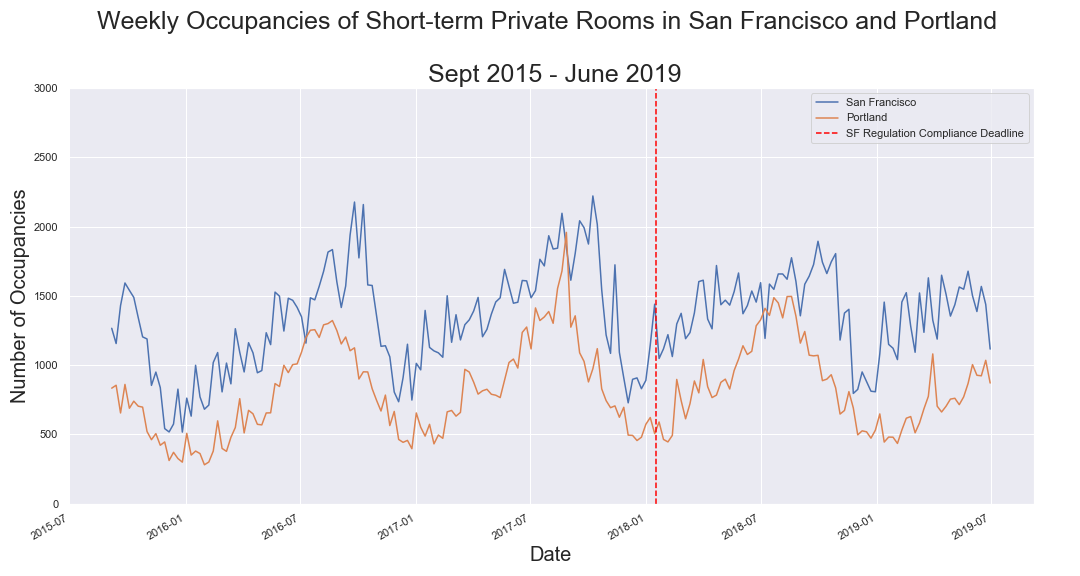 Weekly Occupancies of Short-term Private Rooms in San Francisco and Portland
Sept 2015 - June 2019
San Francisco
Portland
SF Regulation Compliance Deadline
Number of Occupancies
3000
2500
2000
1500
1000
500
0
2015-07
2016-01
2016-07
2017-01
2017-07
2018-01
2018-07
2019-01
2019-07
Date